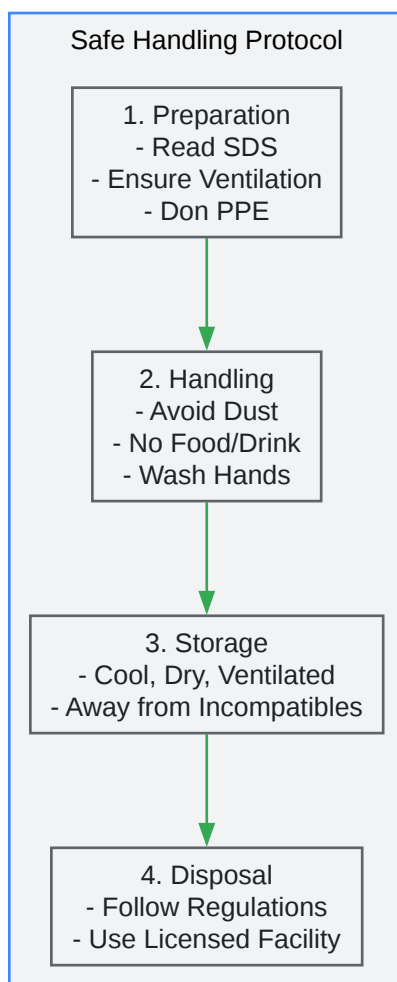 Safe Handling Protocol
1. Preparation
- Read SDS
- Ensure Ventilation
- Don PPE
2. Handling
- Avoid Dust
- No Food/Drink
- Wash Hands
3. Storage
- Cool, Dry, Ventilated
- Away from Incompatibles
4. Disposal
- Follow Regulations
- Use Licensed Facility